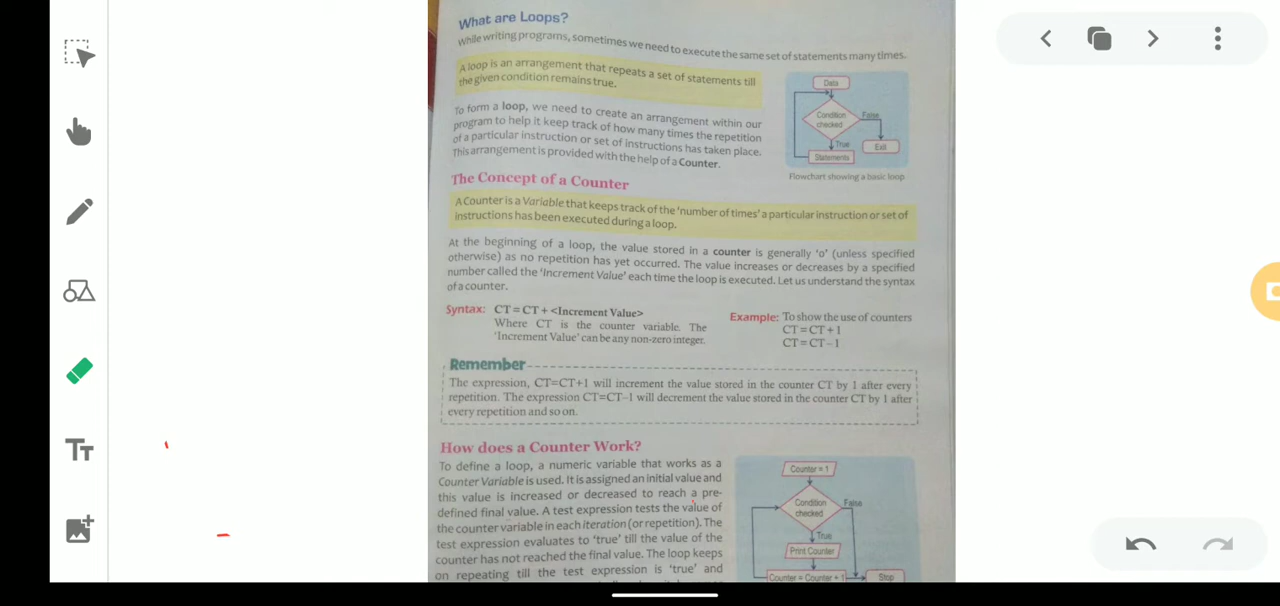 What are Loops?
While writing programs, sometimes we need to execute the same set of statements many times.
A loop is an arrangement that repeats a set of statements till
the given condition remains true.
To form a loop, we need to create an arrangement within our
program to help it keep track of how many times the repetition
of a particular instruction or set of instructions has taken place.
This arrangement is provided with the help of a Counter.
Data
Condition
checked
False
True
Exit
Statements
Flowchart showing a basic loop
The Concept of a Counter
A Counter is a Variable that keeps track of the 'number of times' a particular instruction or set of
instructions has been executed during a loop.
At the beginning of a loop, the value stored in a counter is generally 'o' (unless specified
otherwise) as no repetition has yet occurred. The value increases or decreases by a specified
number called the 'Increment Value' each time the loop is executed. Let us understand the syntax
of a counter.
Syntax: CT = CT + <Increment Value>
Where CT is the counter variable. The
'Increment Value' can be any non-zero integer.
Example: To show the use of counters
CT = CT + 1
CT = CT – 1
Remember
The expression, CT=CT+1 will increment the value stored in the counter CT by 1 after every
repetition. The expression CT=CT–1 will decrement the value stored in the counter CT by 1 after
every repetition and so on.
How does a Counter Work?
To define a loop, a numeric variable that works as a
Counter Variable is used. It is assigned an initial value and
this value is increased or decreased to reach a pre-
defined final value. A test expression tests the value of
the counter variable in each iteration (or repetition). The
test expression evaluates to 'true' till the value of the
counter has not reached the final value. The loop keeps
on repeating till the test expression is 'true' and
Counter = 1
Condition
checked
False
True
Print Counter
Counter = Counter + 1
Stop
Tт